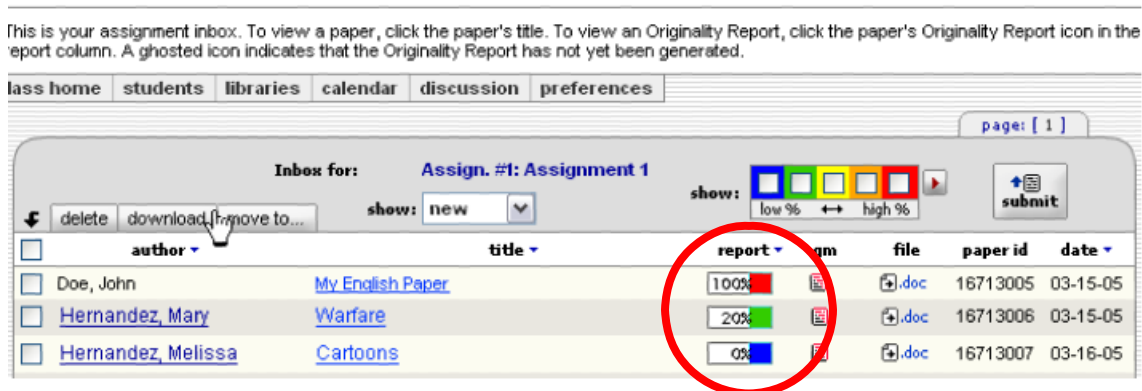 This is your assignment inbox. To view a paper, click the paper's title. To view an Originality Report, click the paper's Originality Report icon in the
report column. A ghosted icon indicates that the Originality Report has not yet been generated.
lass home students libraries calendar discussion preferences
page: [ 1 ]
Inbox for: Assign. #1: Assignment 1
show: new
show: low % ↔ high %
submit
delete download move to...
author title report gm file paper id date
Doe, John My English Paper 100% .doc 16713005 03-15-05
Hernandez, Mary Warfare 20% .doc 16713006 03-15-05
Hernandez, Melissa Cartoons 0% .doc 16713007 03-16-05